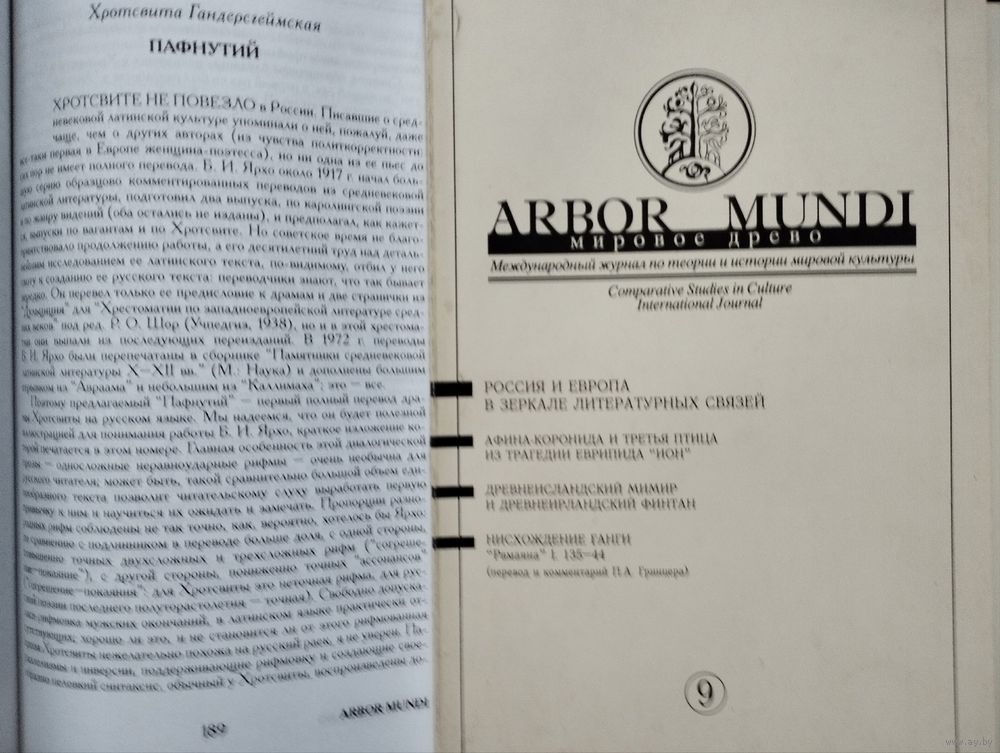 Хротсвита Гандерсгеймская
ПАФНУТИЙ
ХРОТСВИТЕ НЕ ПОВЕЗЛО в России. Писавшие о сред-
невековой латинской культуре упоминали о ней, пожалуй, даже
чаще, чем о других авторах (из чувства политкорректности:
все-таки первая в Европе женщина-поэтесса), но ни одна из ее пьес до
сих пор не имеет полного перевода. Б. И. Ярхо около 1917 г. начал боль-
шую серию образцово комментированных переводов из средневековой
латинской литературы, подготовил два выпуска, по каролингской поэзии
и по жанру видений (оба остались не изданы), и предполагал, как кажет-
ся, выпуски по вагантам и по Хротсвите. Но советское время не благо-
приятствовало продолжению работы, а его десятилетний труд над деталь-
нейшим исследованием ее латинского текста, по-видимому, отбил у него
охоту к созданию ее русского текста: переводчики знают, что так бывает
нередко. Он перевел только ее предисловие к драмам и две странички из
"Дульциция" для "Хрестоматии по западноевропейской литературе сред-
них веков" под ред. Р. О. Шор (Учпедгиз, 1938), но и в этой хрестома-
тии они выпали из последующих переизданий. В 1972 г. переводы
Б. И. Ярхо были перепечатаны в сборнике "Памятники средневековой
латинской литературы X—XII вв." (М.: Наука) и дополнены большим
отрывком из "Авраама" и небольшим из "Каллимаха"; это — все.
Поэтому предлагаемый "Пафнутий" — первый полный перевод дра-
мы Хротсвиты на русском языке. Мы надеемся, что он будет полезной
иллюстрацией для понимания работы Б. И. Ярхо, краткое изложение ко-
торой печатается в этом номере. Главная особенность этой диалогической
прозы — односложные неравноударные рифмы — очень необычна для
русского читателя; может быть, такой сравнительно большой объем еди-
нообразного текста позволит читательскому слуху выработать первую
привычку к ним и научиться их ожидать и замечать. Пропорции разно-
видных рифм соблюдены не так точно, как, вероятно, хотелось бы Ярхо:
по сравнению с подлинником в переводе больше доля, с одной стороны,
повышенно точных двухсложных и трехсложных рифм ("согреше-
ние—покаяние"), с другой стороны, пониженно точных "ассонансов"
("согрешение—покаяния": для Хротсвиты это неточная рифма, для рус-
ской поэзии последнего полуторастолетия — точная). Свободно допуска-
лась рифмовка мужских окончаний, в латинском языке практически от-
сутствующих; хорошо ли это, и не становится ли от этого рифмованная
проза Хротсвиты нежелательно похожа на русский раек, я не уверен. Па-
раллелизмы и инверсии, поддерживающие рифмовку и создающие свое-
образно неловкий синтаксис, обычный у Хротсвиты, воспроизведены до-
189
ARBOR MUNDI
ARBOR MUNDI
мировое древо
Международный журнал по теории и истории мировой культуры
Comparative Studies in Culture
International Journal
РОССИЯ И ЕВРОПА
В ЗЕРКАЛЕ ЛИТЕРАТУРНЫХ СВЯЗЕЙ
АФИНА-КОРОНИДА И ТРЕТЬЯ ПТИЦА
ИЗ ТРАГЕДИИ ЕВРИПИДА "ИОН"
ДРЕВНЕИСЛАНДСКИЙ МИМИР
И ДРЕВНЕИРЛАНДСКИЙ ФИНТАН
НИСХОЖДЕНИЕ ГАНГИ
"Рамаяна" I. 135—44
(перевод и комментарий П.А. Гринцера)
9
www.ay.by